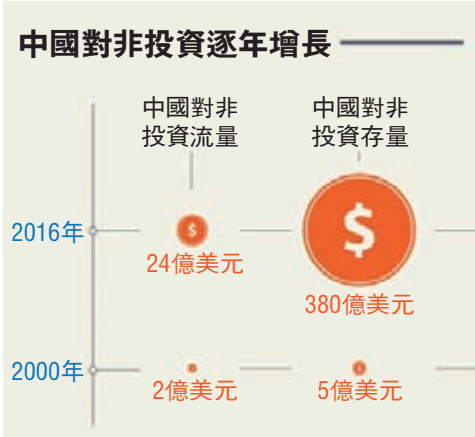 中國對非投資逐年增長
中國對非
投資流量
中國對非
投資存量
2016年
$
24億美元
$
380億美元
2000年
2億美元
5億美元